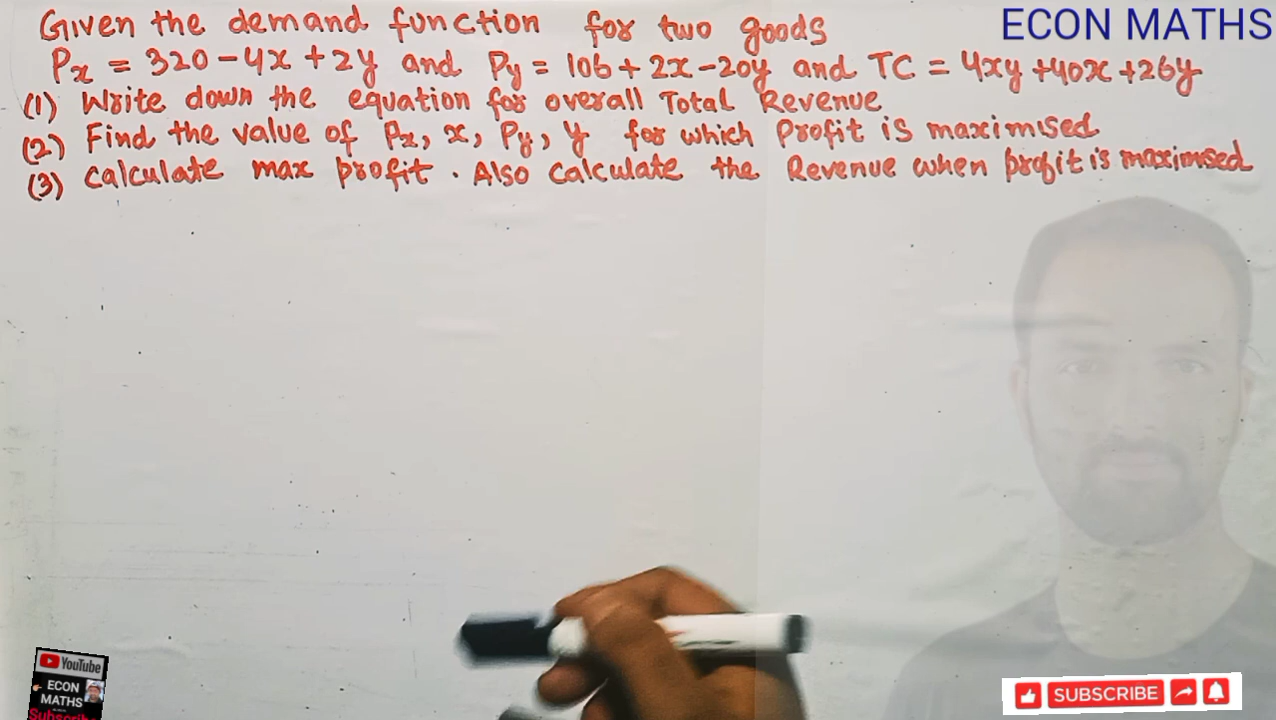 Given the demand function for two goods
ECON MATHS
Px = 320-4x+2y and Py = 106+2x-20y and TC = 4xy+40x+26y
(1) Write down the equation for overall Total Revenue
(2) Find the value of Px, x, Py, y for which Profit is maximised
(3) Calculate max profit. Also Calculate the Revenue when profit is maximised
YouTube
ECON
MATHS
Subscribe
SUBSCRIBE